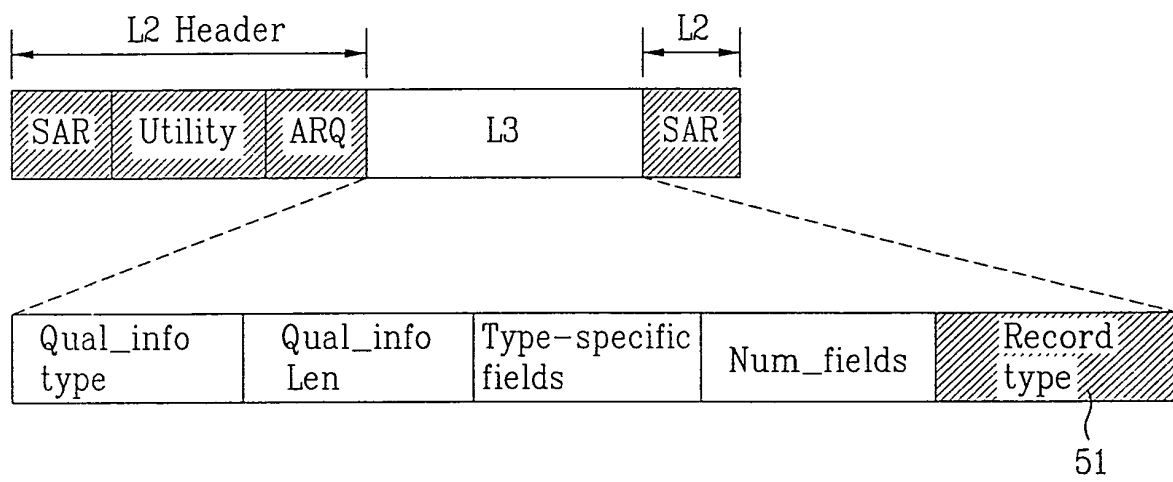 L2 Header
L2
SAR
Utility
ARQ
L3
SAR
Qual_info
type
Qual_info
Len
Type-specific
fields
Num_fields
Record
type
51